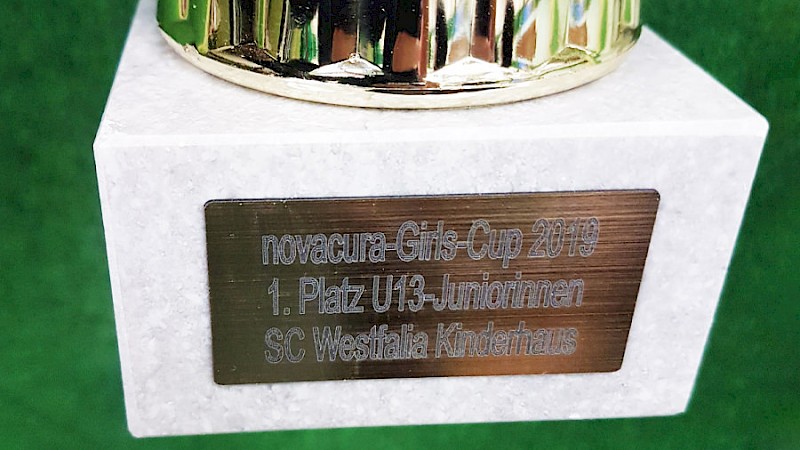 novacura-Girls-Cup 2019
1. Platz U13-Juniorinnen
SC Westfalia Kinderhaus